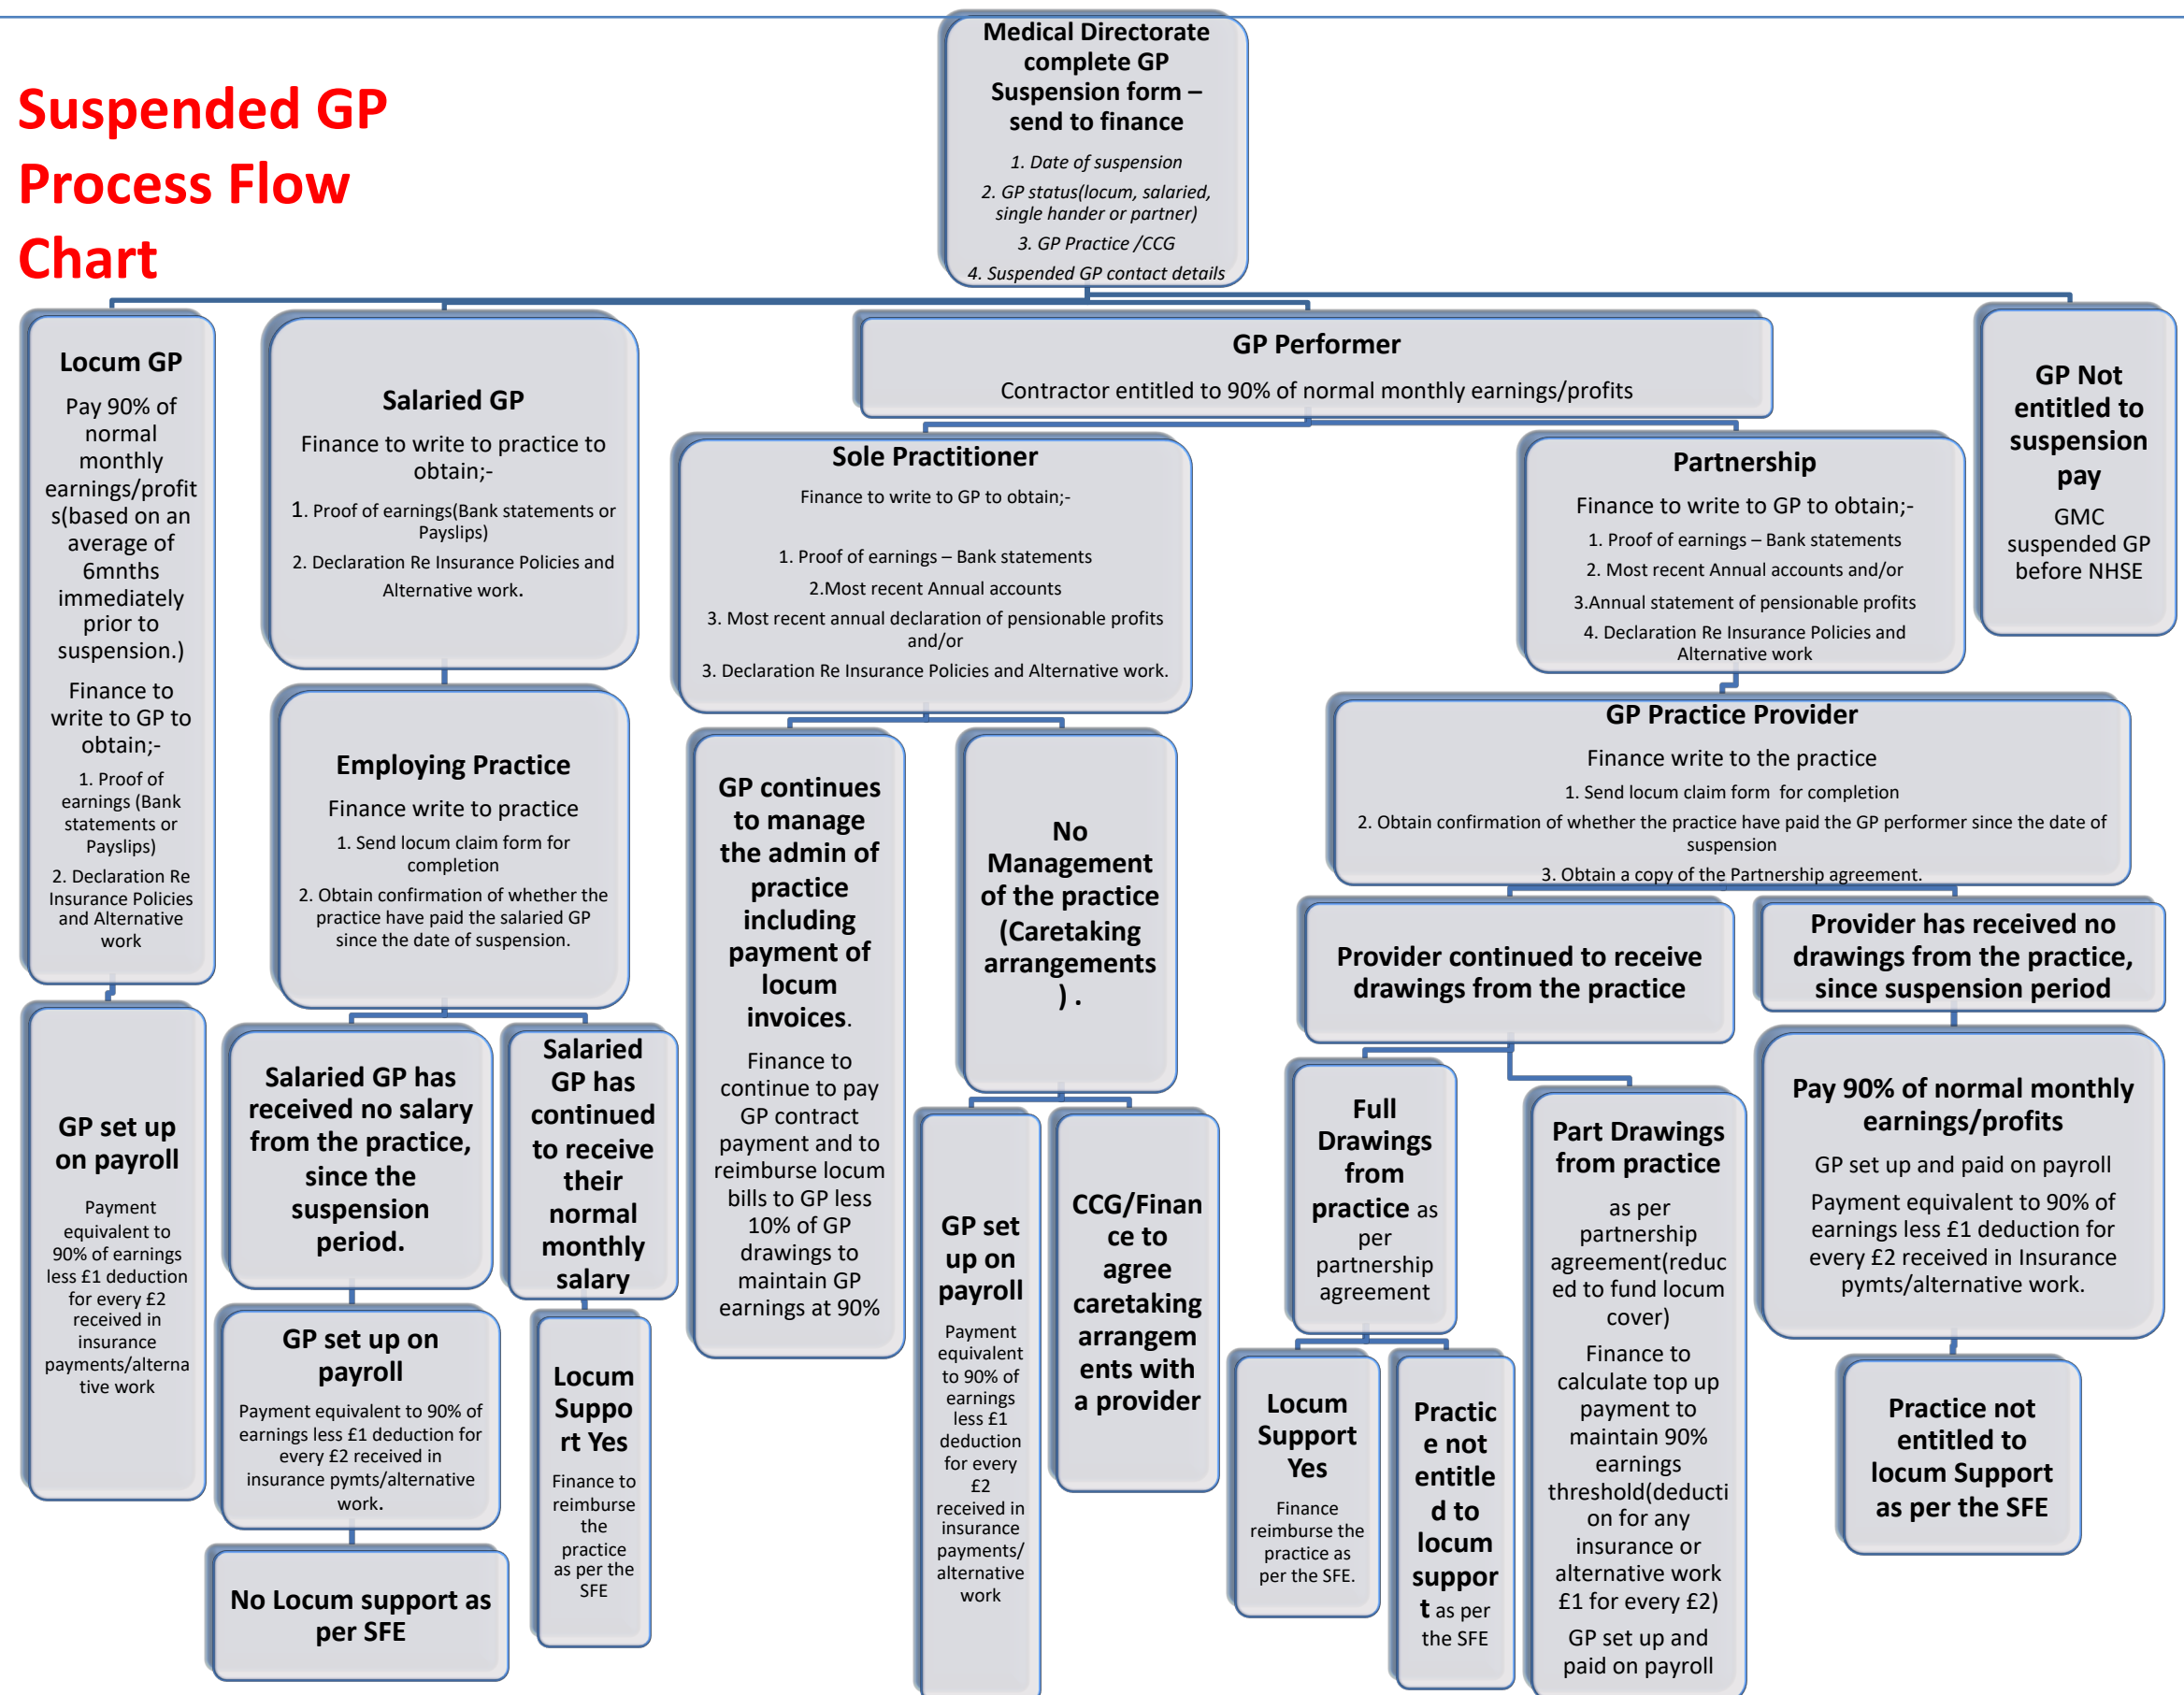 Suspended GP
Process Flow
Chart
Medical Directorate
complete GP
Suspension form –
send to finance
1. Date of suspension
2. GP status(locum, salaried,
single hander or partner)
3. GP Practice /CCG
4. Suspended GP contact details
Locum GP
Pay 90% of
normal
monthly
earnings/profit
s(based on an
average of
6mnths
immediately
prior to
suspension.)
Finance to
write to GP to
obtain;-
1. Proof of
earnings (Bank
statements or
Payslips)
2. Declaration Re
Insurance Policies
and Alternative
work
GP set up
on payroll
Payment
equivalent to
90% of earnings
less £1 deduction
for every £2
received in
insurance
payments/alterna
tive work
Salaried GP
Finance to write to practice to
obtain;-
1. Proof of earnings(Bank statements or
Payslips)
2. Declaration Re Insurance Policies and
Alternative work.
Employing Practice
Finance write to practice
1. Send locum claim form for
completion
2. Obtain confirmation of whether the
practice have paid the salaried GP
since the date of suspension.
Salaried GP has
received no salary
from the practice,
since the
suspension
period.
GP set up on
payroll
Payment equivalent to 90% of
earnings less £1 deduction for
every £2 received in
insurance pymts/alternative
work.
No Locum support as
per SFE
Salaried
GP has
continued
to receive
their
normal
monthly
salary
Locum
Suppo
rt Yes
Finance to
reimburse
the
practice
as per the
SFE
GP Performer
Contractor entitled to 90% of normal monthly earnings/profits
Sole Practitioner
Finance to write to GP to obtain;-
1. Proof of earnings – Bank statements
2.Most recent Annual accounts
3. Most recent annual declaration of pensionable profits
and/or
3. Declaration Re Insurance Policies and Alternative work.
GP continues
to manage
the admin of
practice
including
payment of
locum
invoices.
Finance to
continue to pay
GP contract
payment and to
reimburse locum
bills to GP less
10% of GP
drawings to
maintain GP
earnings at 90%
No
Management
of the practice
(Caretaking
arrangements
) .
GP set
up on
payroll
Payment
equivalent
to 90% of
earnings
less £1
deduction
for every
£2
received in
insurance
payments/
alternative
work
CCG/Finan
ce to
agree
caretaking
arrangem
ents with
a provider
Partnership
Finance to write to GP to obtain;-
1. Proof of earnings – Bank statements
2. Most recent Annual accounts and/or
3.Annual statement of pensionable profits
4. Declaration Re Insurance Policies and
Alternative work
GP Practice Provider
Finance write to the practice
1. Send locum claim form  for completion
2. Obtain confirmation of whether the practice have paid the GP performer since the date of
suspension
3. Obtain a copy of the Partnership agreement.
Provider continued to receive
drawings from the practice
Full
Drawings
from
practice as
per
partnership
agreement
Locum
Support
Yes
Finance
reimburse the
practice as
per the SFE.
Practic
e not
entitle
d to
locum
suppor
t as per
the SFE
Part Drawings
from practice
as per
partnership
agreement(reduc
ed to fund locum
cover)
Finance to
calculate top up
payment to
maintain 90%
earnings
threshold(deducti
on for any
insurance or
alternative work
£1 for every £2)
GP set up and
paid on payroll
Provider has received no
drawings from the practice,
since suspension period
Pay 90% of normal monthly
earnings/profits
GP set up and paid on payroll
Payment equivalent to 90% of
earnings less £1 deduction for
every £2 received in Insurance
pymts/alternative work.
Practice not
entitled to
locum Support
as per the SFE
GP Not
entitled to
suspension
pay
GMC
suspended GP
before NHSE